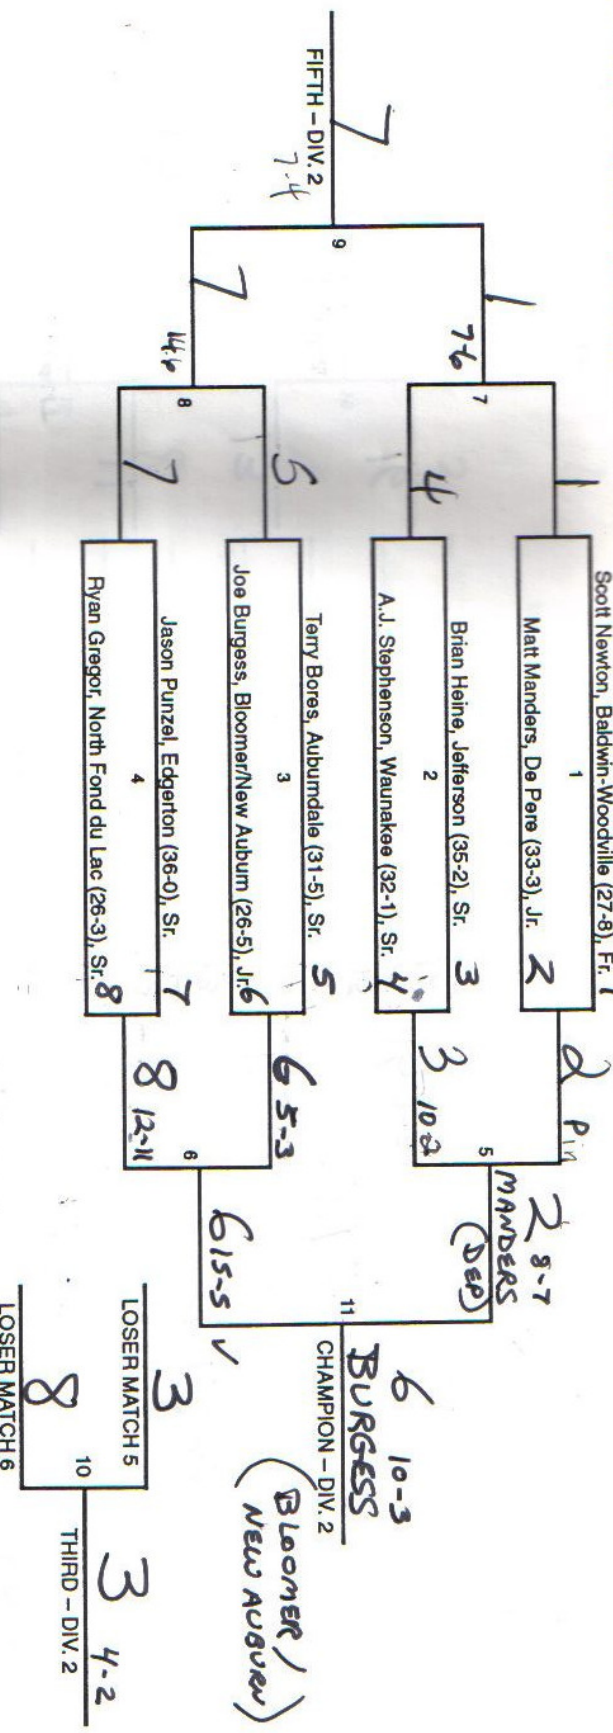 7
FIFTH – DIV. 2
7-4
9
1
7-6
7
14-6
7
1
4
8
5
7
Scott Newton, Baldwin-Woodville (27-8), Fr. 1
1
Matt Manders, De Pere (33-3), Jr. 2
Brian Heine, Jefferson (35-2), Sr. 3
2
A.J. Stephenson, Waunakee (32-1), Sr. 4
Terry Bores, Auburndale (31-5), Sr. 5
3
Joe Burgess, Bloomer/New Auburn (26-5), Jr. 6
Jason Punzel, Edgerton (36-0), Sr. 7
4
Ryan Gregor, North Fond du Lac (26-3), Sr. 8
2 Pin
3 10-2
5
6 5-3
8 12-11
6
2 8-7
MANDERS
(DEP)
6 15-5
11
6 10-3
BURGESS
CHAMPION – DIV. 2
(BLOOMER/
NEW AUBURN)
3
LOSER MATCH 5
10
8
LOSER MATCH 6
3 4-2
THIRD – DIV. 2